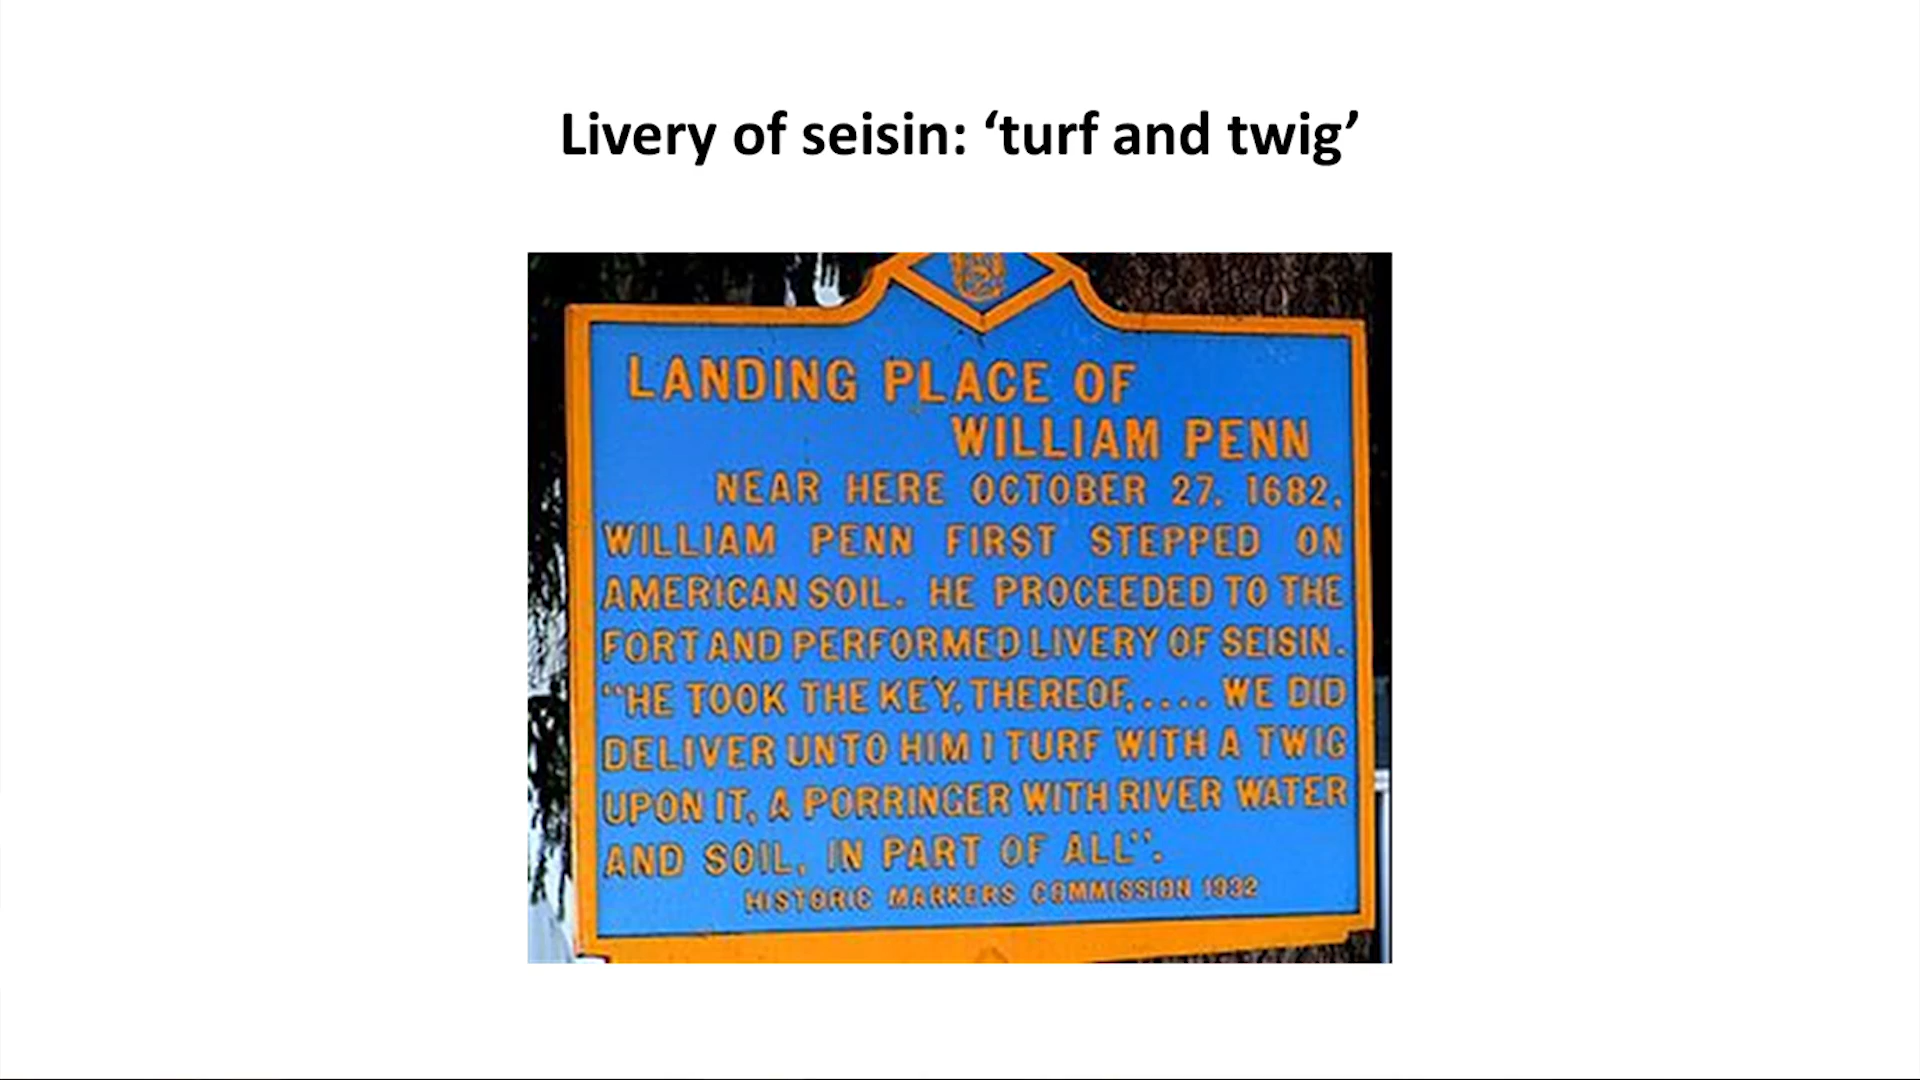 Livery of seisin: ‘turf and twig’
LANDING PLACE OF
WILLIAM PENN
NEAR HERE OCTOBER 27, 1682,
WILLIAM PENN FIRST STEPPED ON
AMERICAN SOIL. HE PROCEEDED TO THE
FORT AND PERFORMED LIVERY OF SEISIN.
"HE TOOK THE KEY, THEREOF,.... WE DID
DELIVER UNTO HIM 1 TURF WITH A TWIG
UPON IT, A PORRINGER WITH RIVER WATER
AND SOIL, IN PART OF ALL".
HISTORIC MARKERS COMMISSION 1932